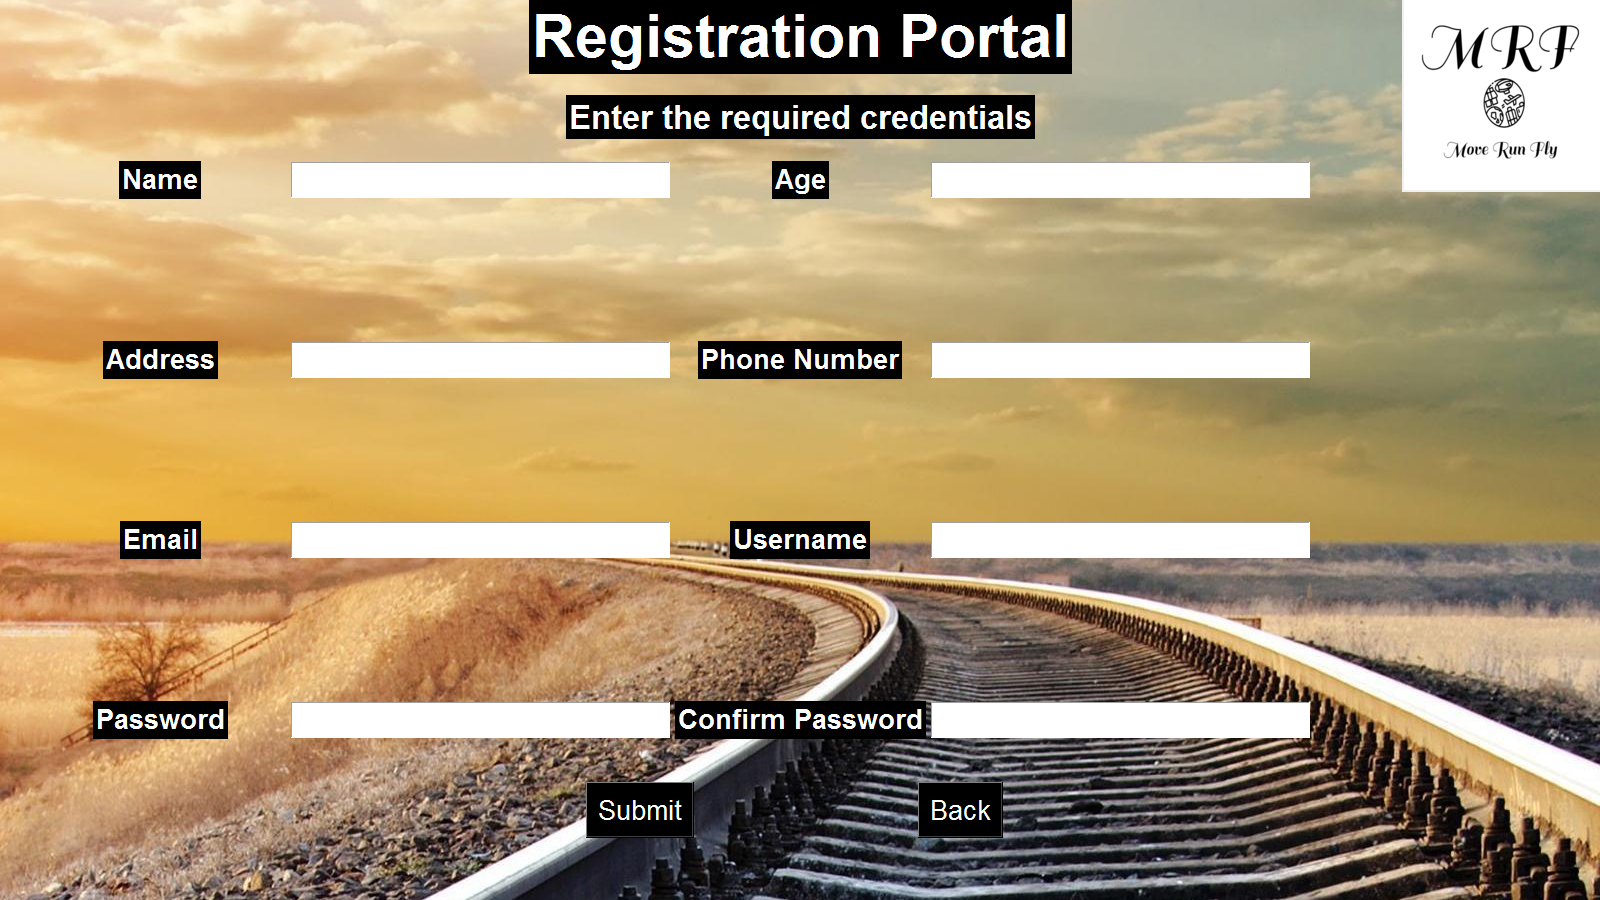 Registration Portal
MRF
Move Run Fly
Enter the required credentials
Name
Age
Address
Phone Number
Email
Username
Password
Confirm Password
Submit
Back